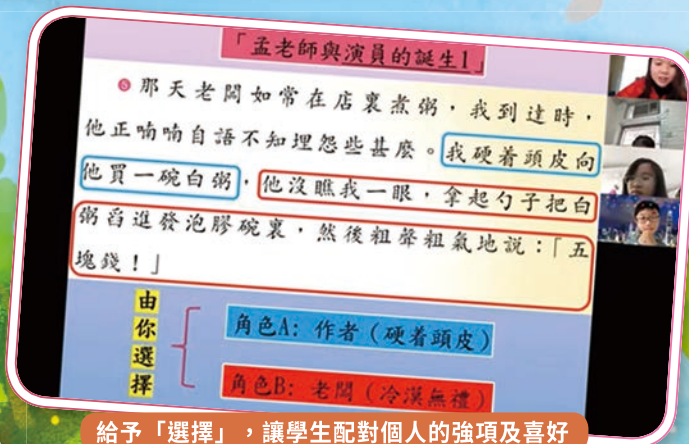 「孟老師與演員的誕生1」
❺那天老闆如常在店裏煮粥,我到達時,
他正喃喃自語不知埋怨些甚麼。我硬着頭皮向
他買一碗白粥,他沒瞧我一眼,拿起勺子把白
粥舀進發泡膠碗裏,然後粗聲粗氣地説:「五
塊錢!」
由你選擇
角色A: 作者(硬着頭皮)
角色B: 老闆(冷漠無禮)
給予「選擇」,讓學生配對個人的強項及喜好